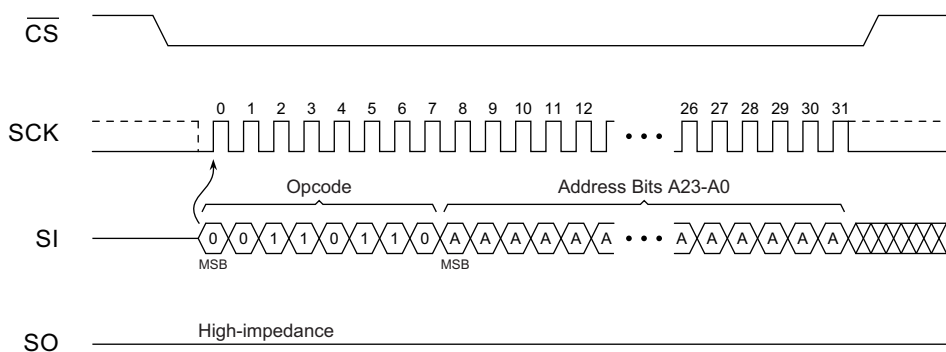 CS
0 1 2 3 4 5 6 7 8 9 10 11 12 26 27 28 29 30 31
SCK
Opcode Address Bits A23-A0
SI 0 0 1 1 0 1 1 0 A A A A A A A A A A A A
MSB MSB
High-impedance
SO